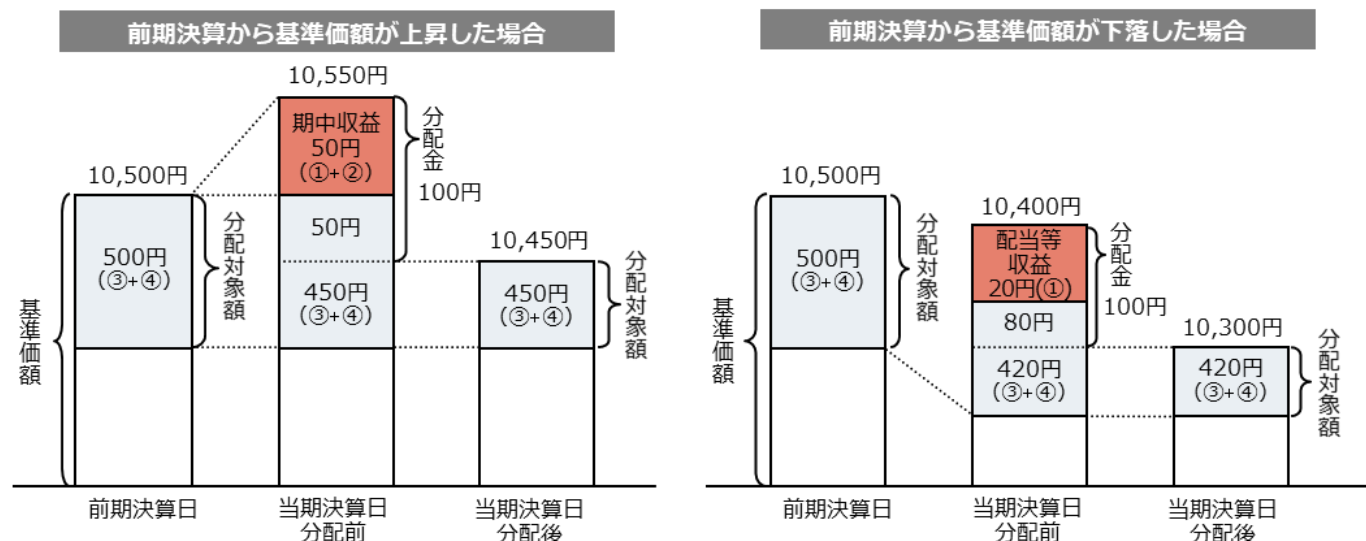 前期決算から基準価額が上昇した場合
10,550円
期中収益
50円
(①+②)
分配金
100円
10,500円
500円
(③+④)
分配対象額
50円
450円
(③+④)
10,450円
450円
(③+④)
分配対象額
基準価額
前期決算日
当期決算日
分配前
当期決算日
分配後
前期決算から基準価額が下落した場合
10,500円
500円
(③+④)
分配対象額
10,400円
配当等
収益
20円(①)
分配金
100円
80円
420円
(③+④)
10,300円
420円
(③+④)
分配対象額
基準価額
前期決算日
当期決算日
分配前
当期決算日
分配後